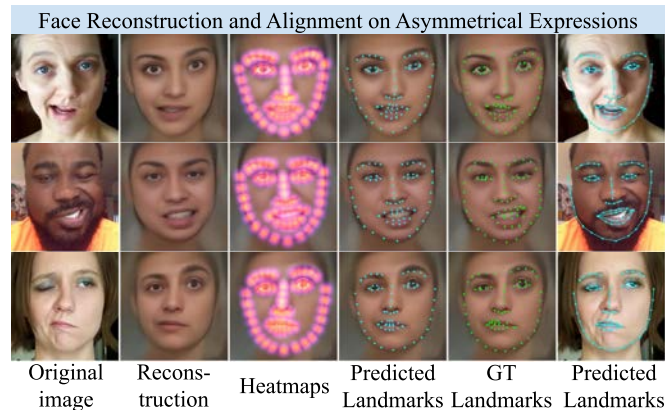 Face Reconstruction and Alignment on Asymmetrical Expressions
Original image
Recons-truction
Heatmaps
Predicted Landmarks
GT Landmarks
Predicted Landmarks